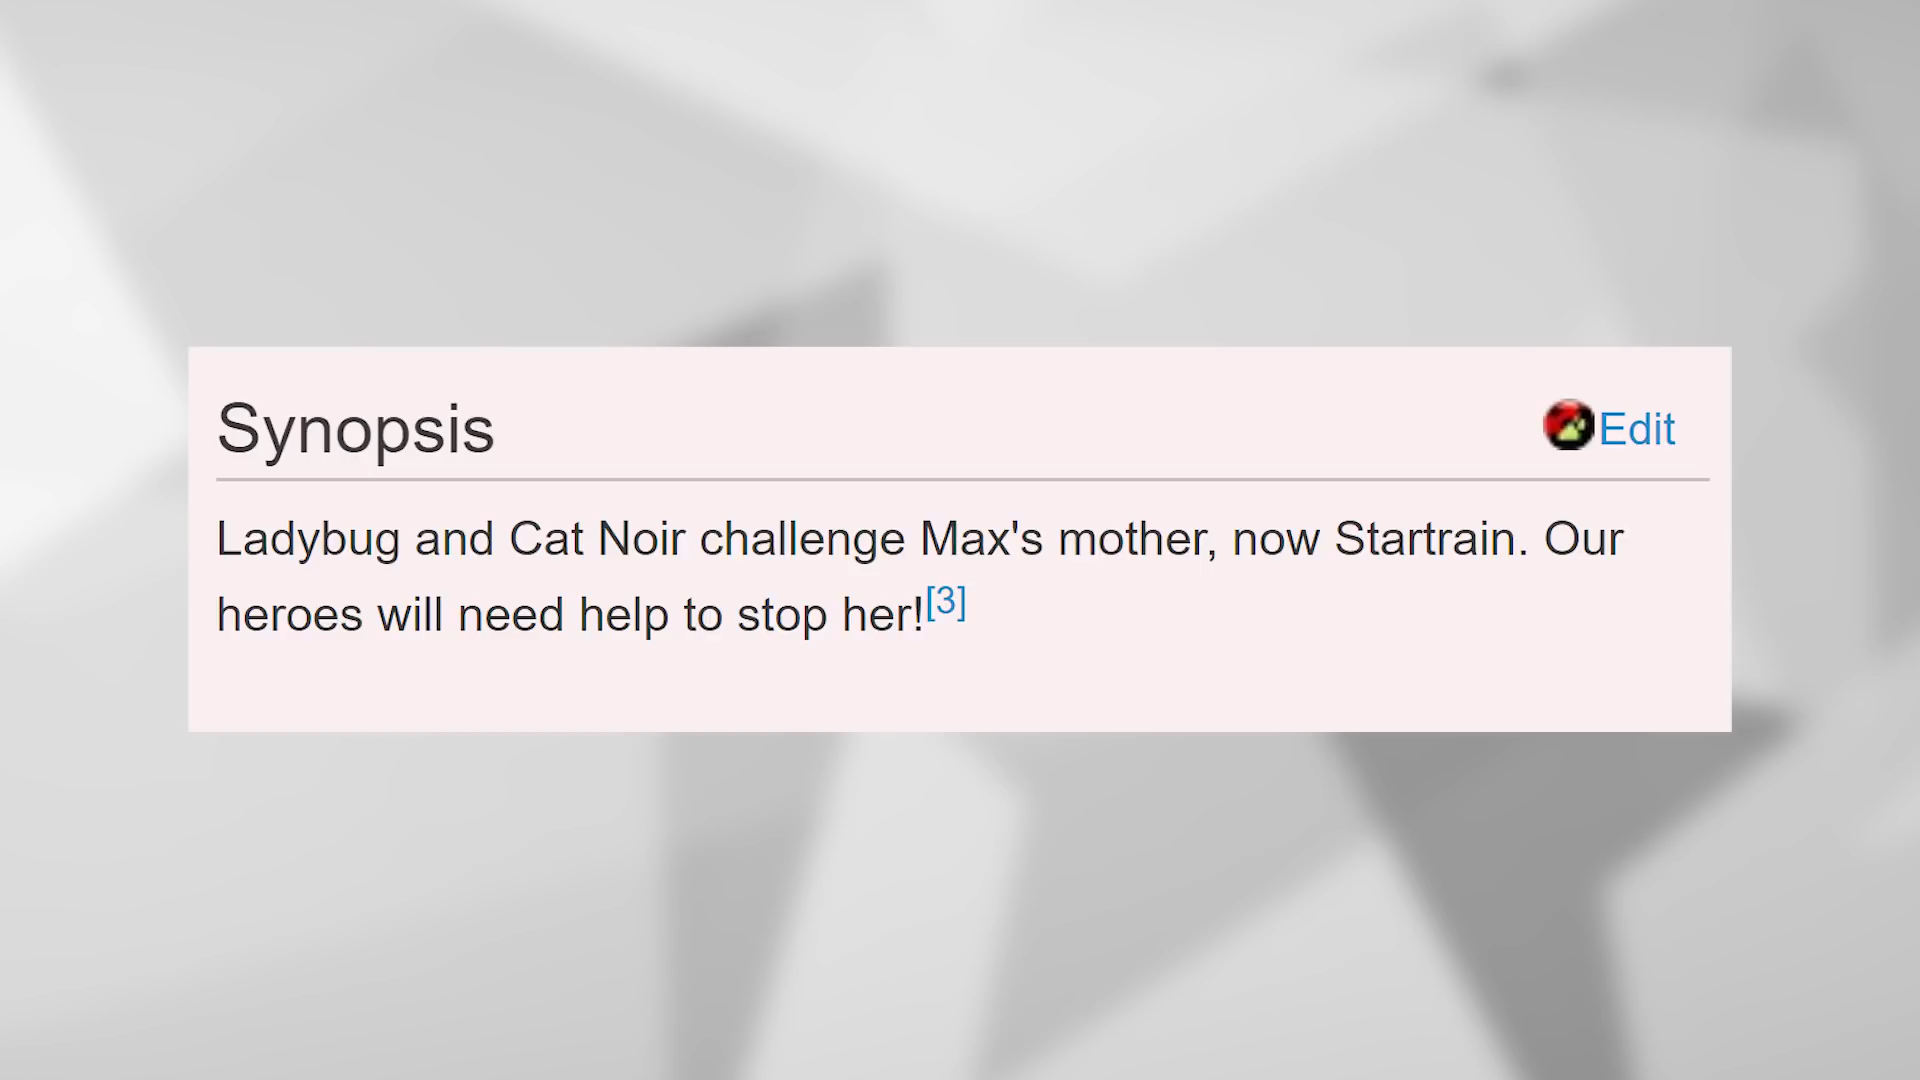 Synopsis
Edit
Ladybug and Cat Noir challenge Max's mother, now Startrain. Our
heroes will need help to stop her![3]